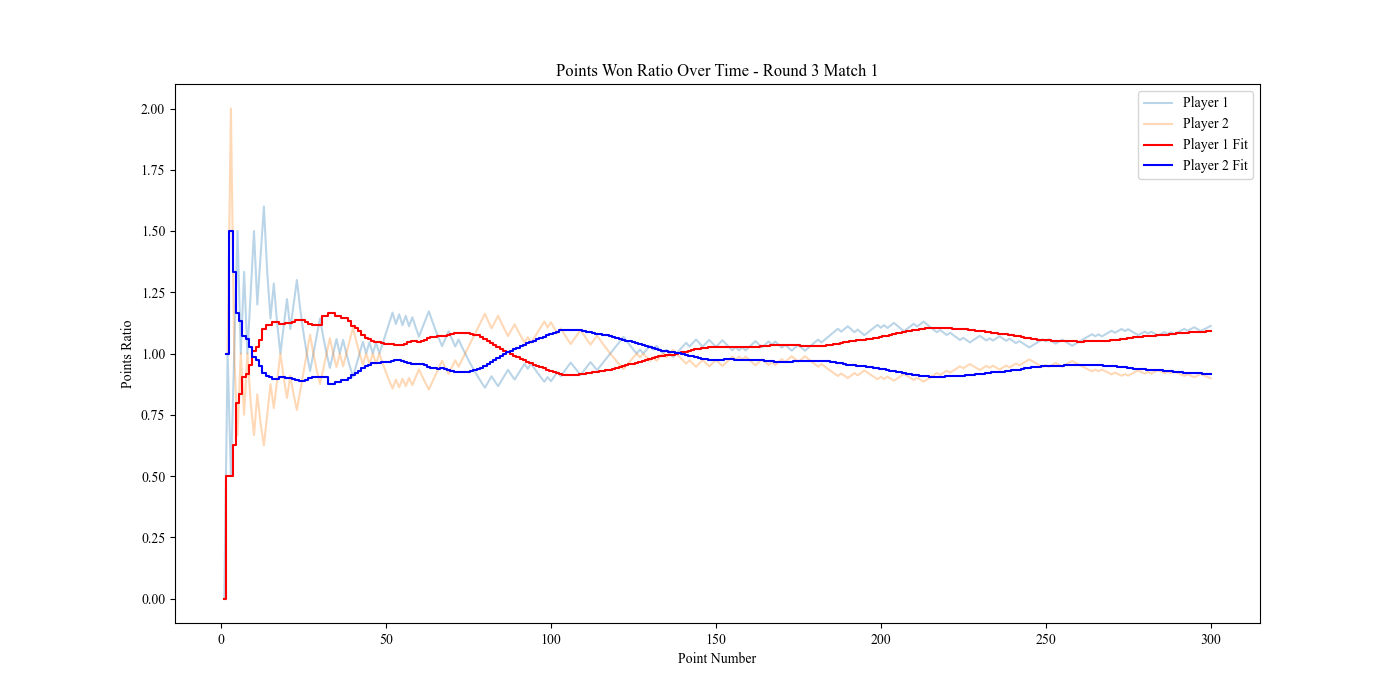 Points Won Ratio Over Time - Round 3 Match 1
Player 1
Player 2
Player 1 Fit
Player 2 Fit
Points Ratio
2.00
1.75
1.50
1.25
1.00
0.75
0.50
0.25
0.00
0 50 100 150 200 250 300
Point Number